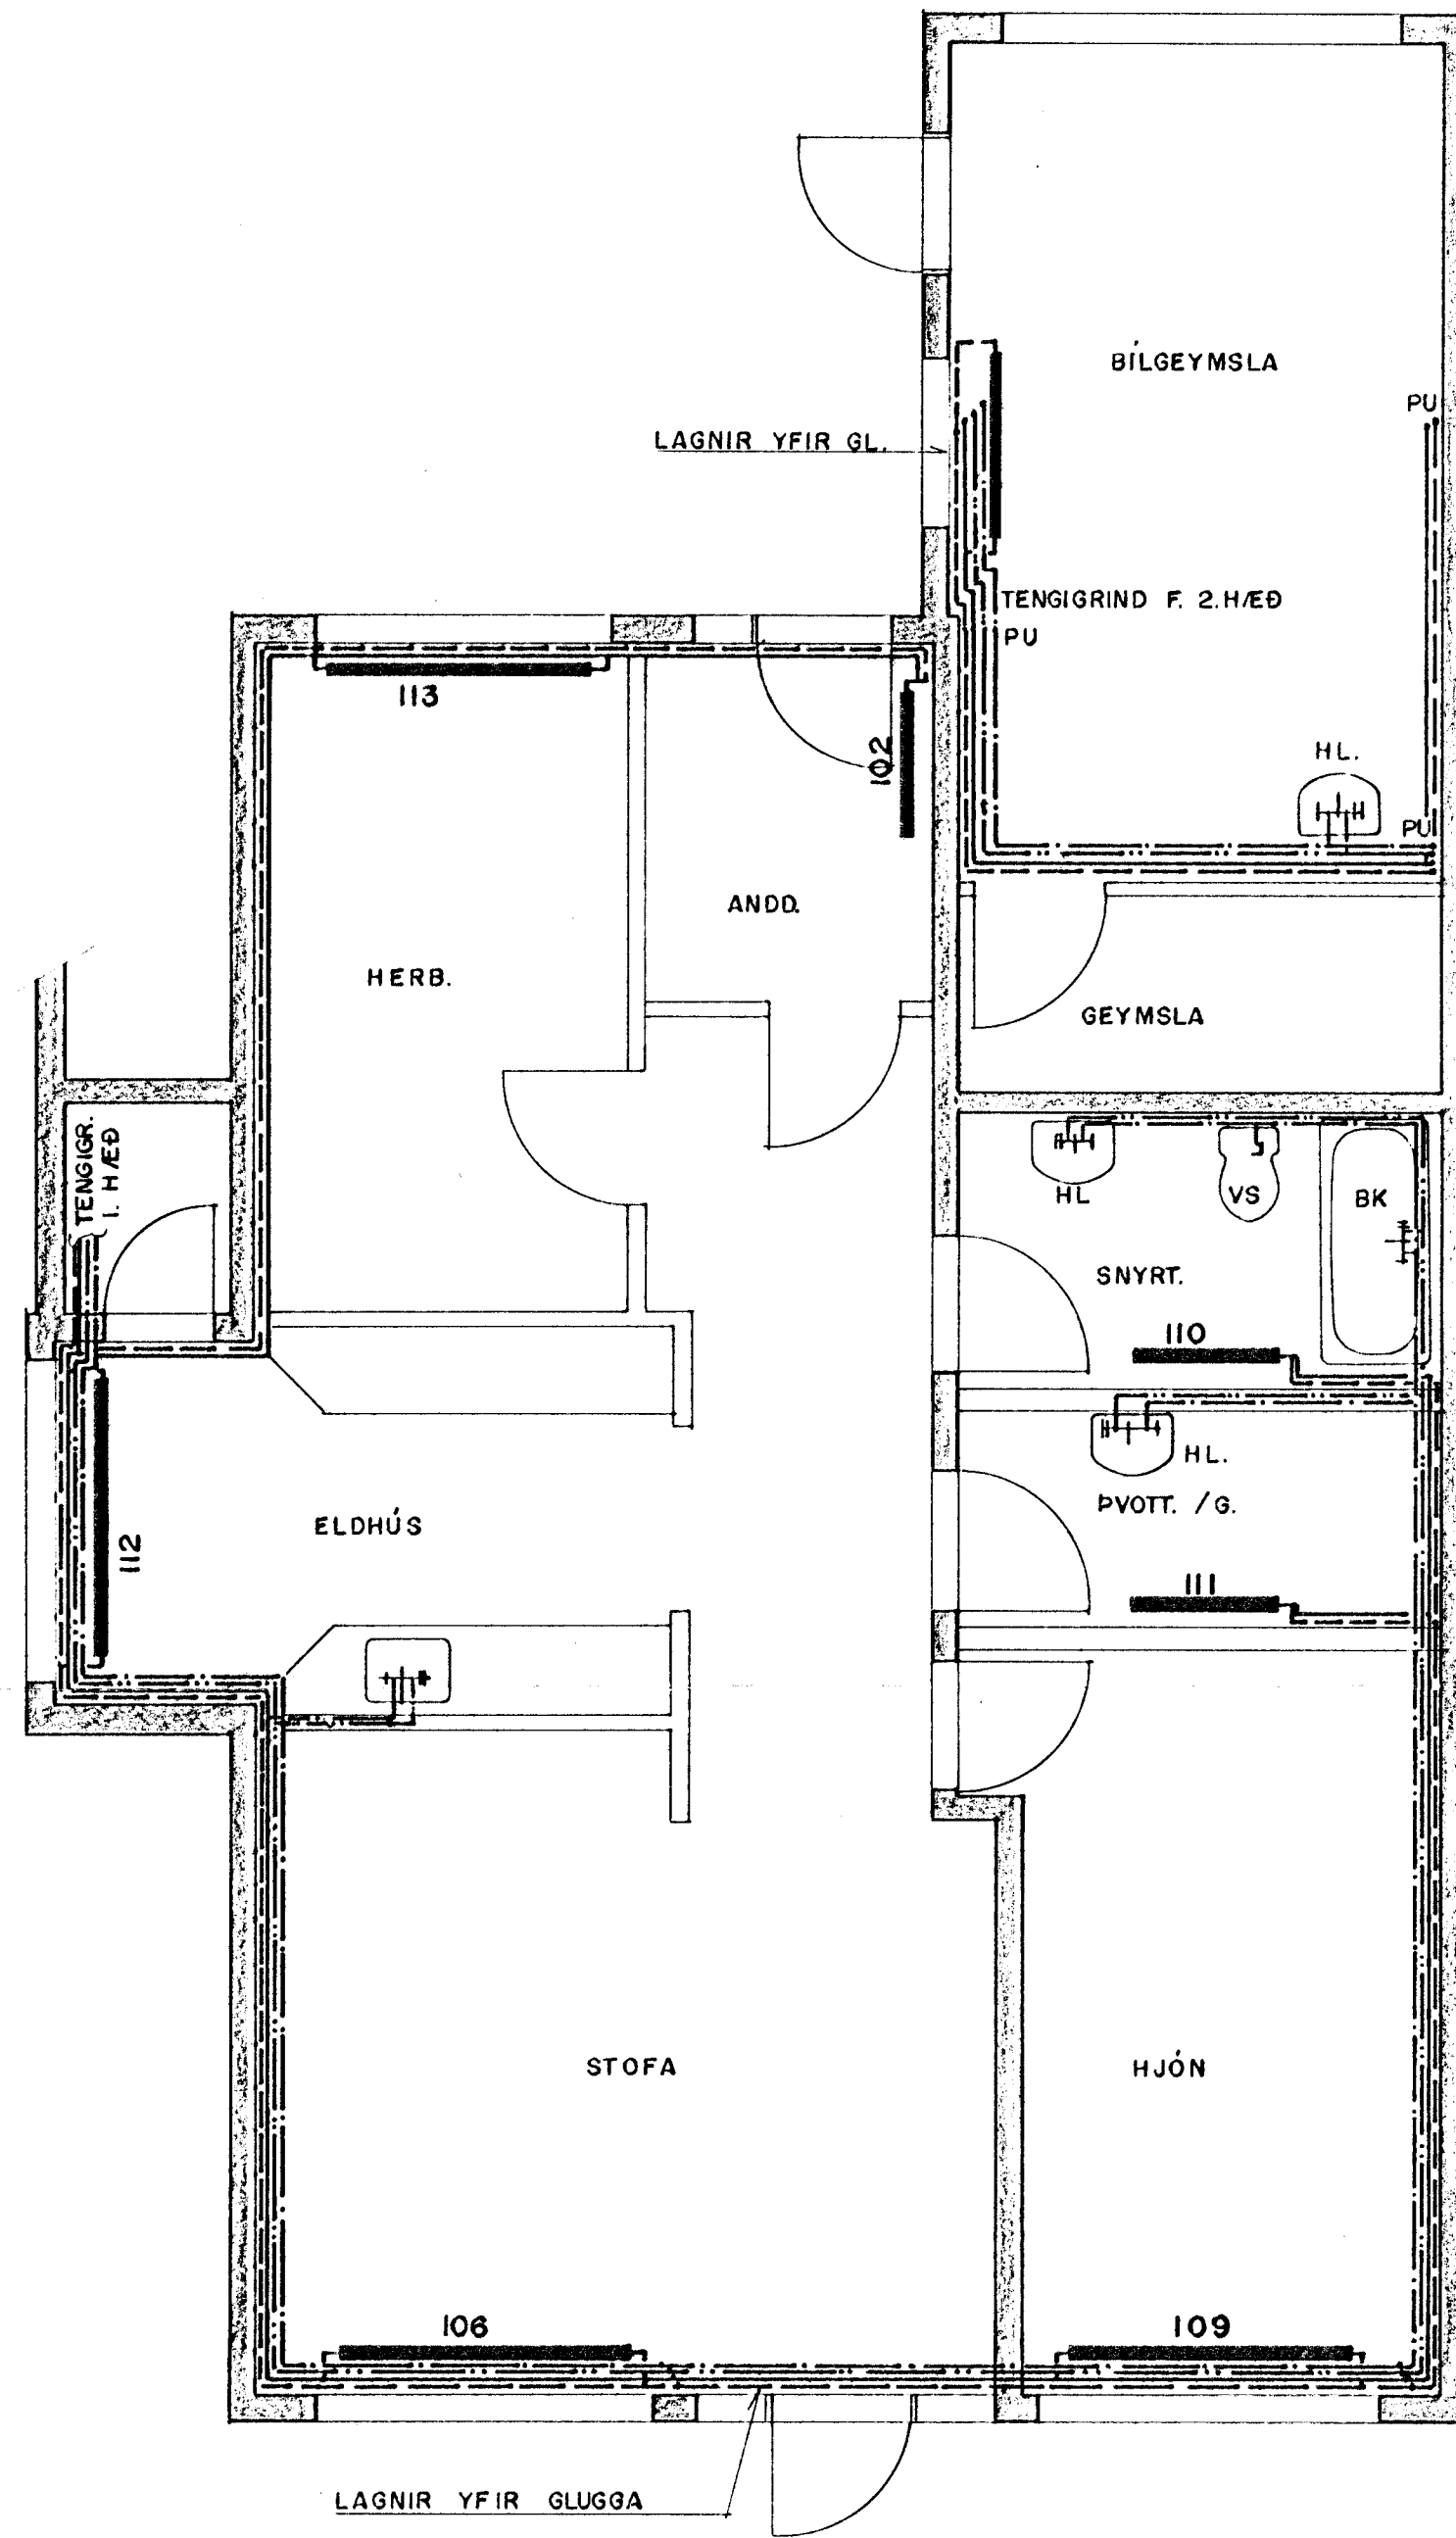 BÍLGEYMSLA
PU
LAGNIR YFIR GL.
TENGIGRIND F. 2.HÆÐ
PU
113
102
HL.
PU
ANDD.
HERB.
GEYMSLA
TENGIGR.
1. HÆÐ
HL
VS
BK
SNYRT.
110
HL.
ÞVOTT. /G.
ELDHÚS
112
111
STOFA
HJÓN
106
109
LAGNIR YFIR GLUGGA